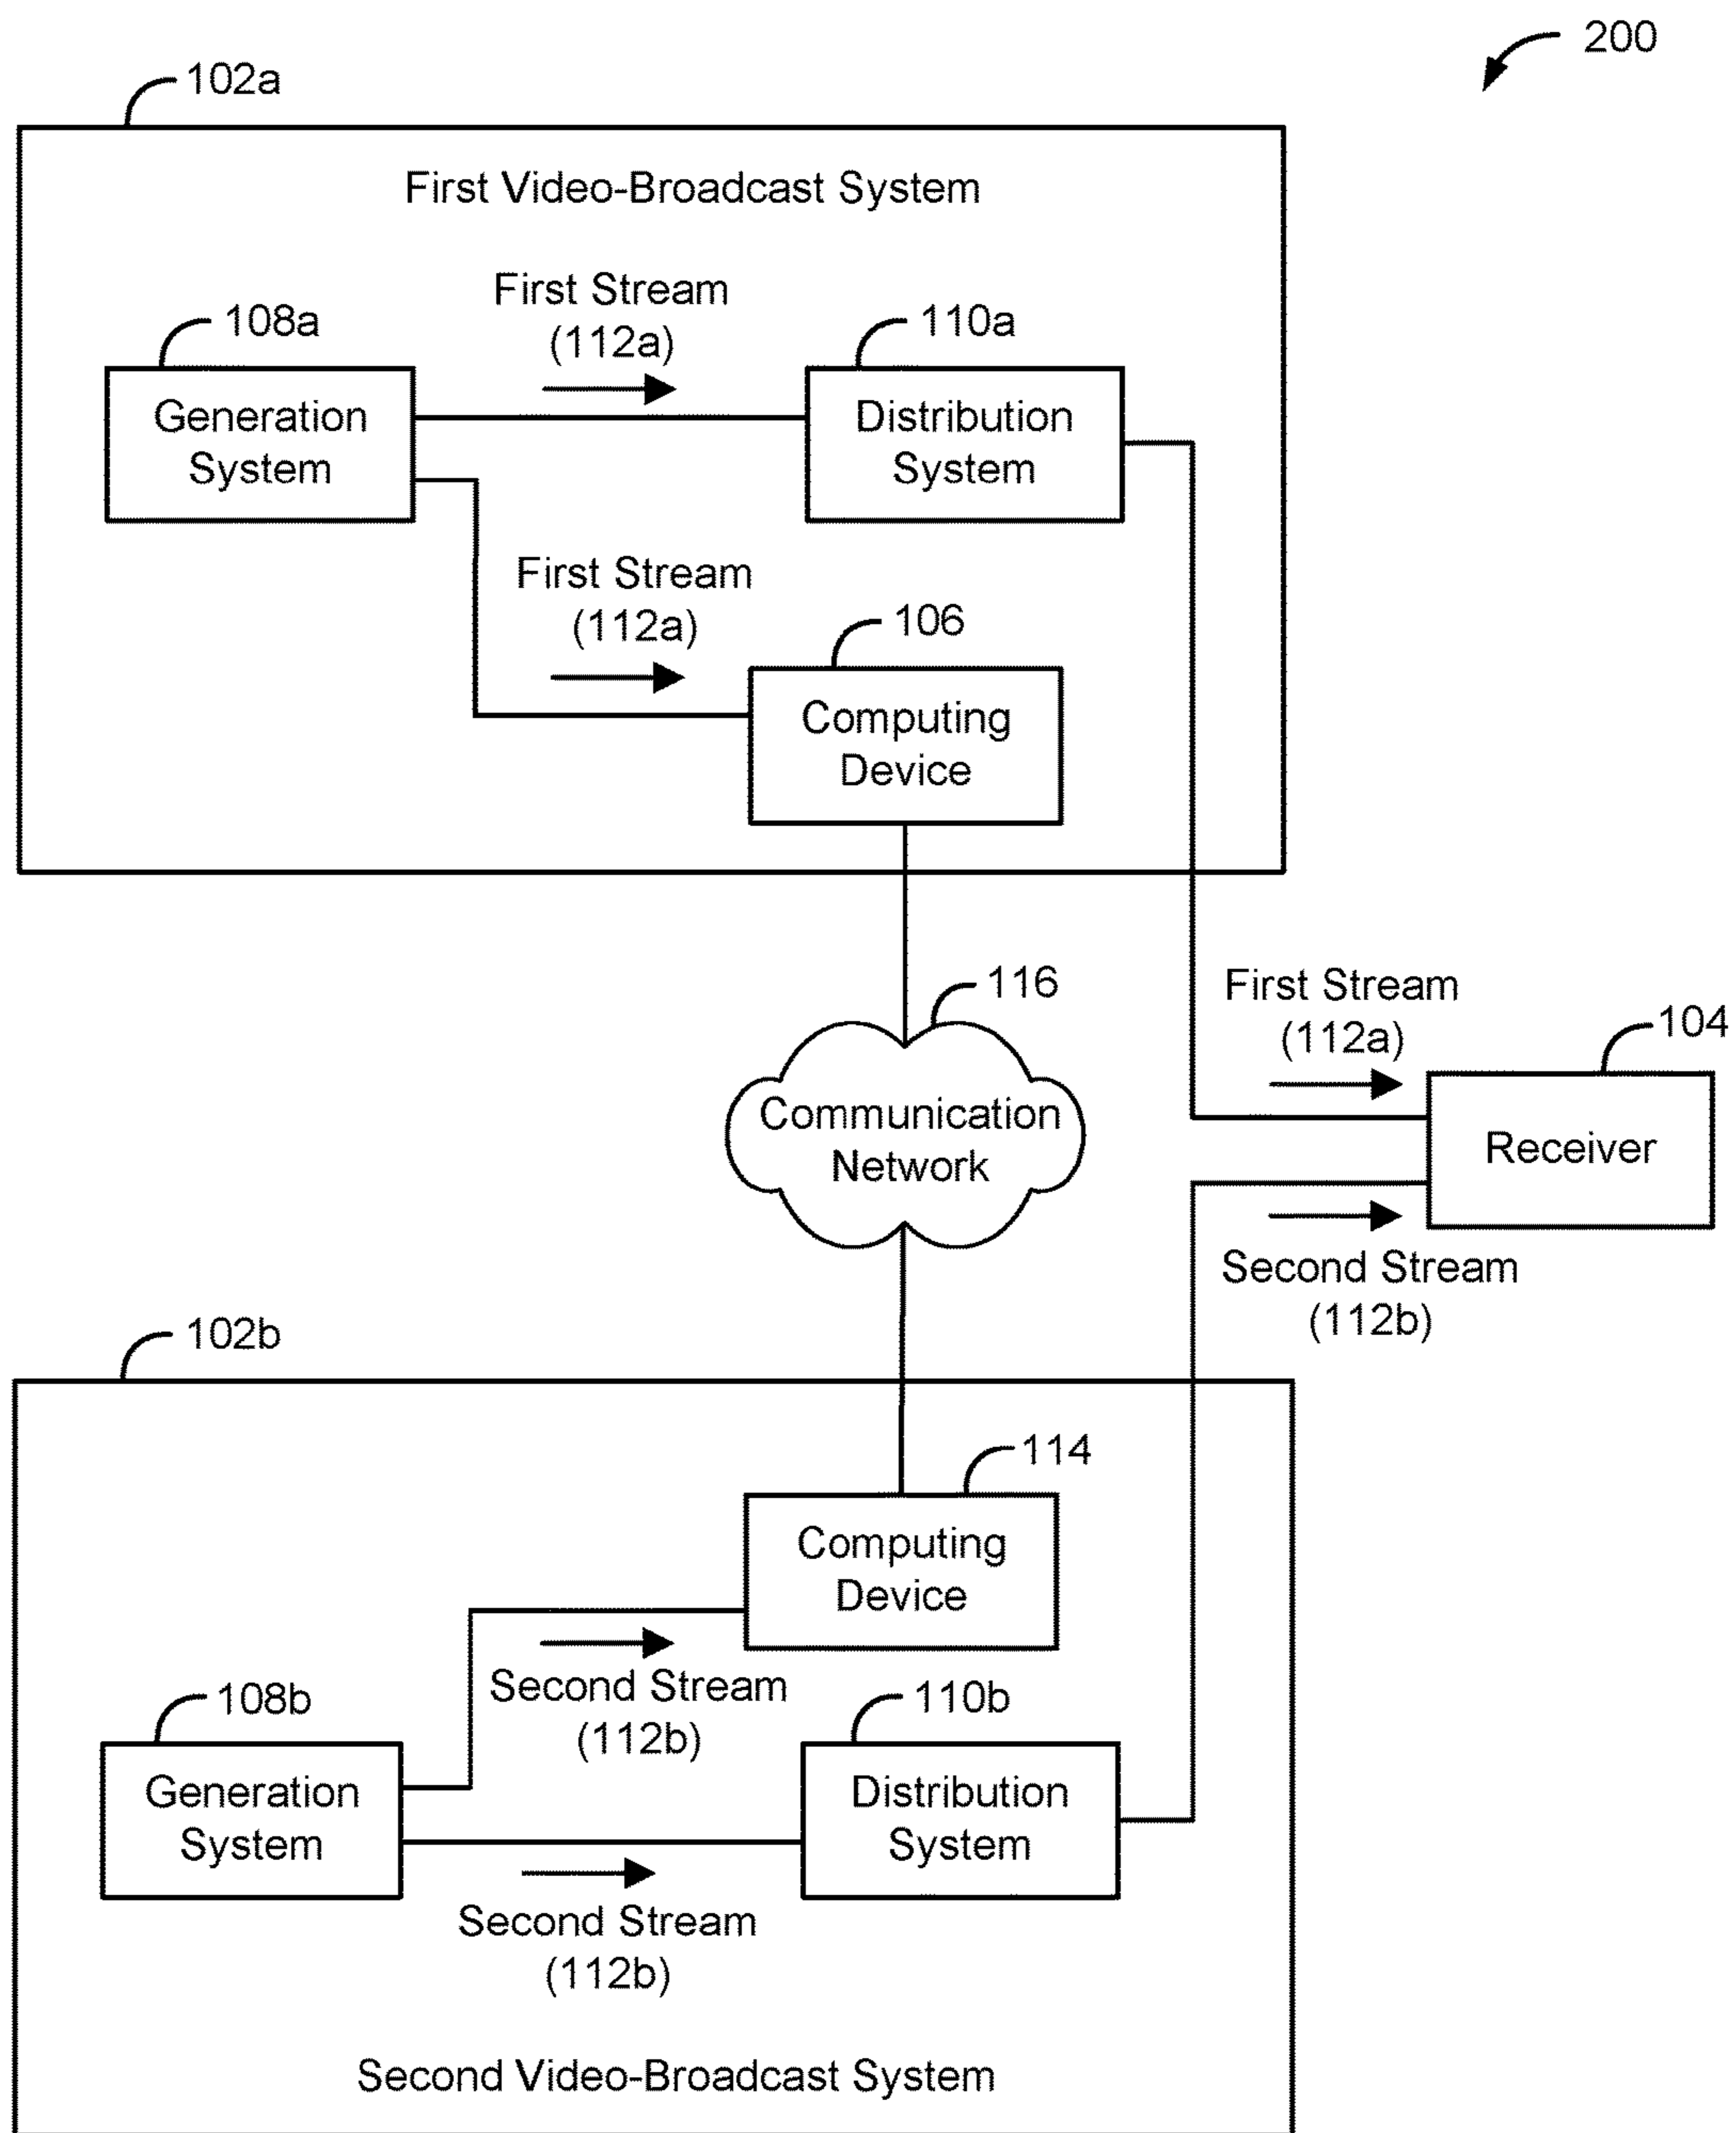 200
102a
First Video-Broadcast System
First Stream
(112a)
108a
110a
Generation
System
Distribution
System
First Stream
(112a)
106
Computing
Device
116
First Stream
(112a)
104
Communication
Network
Receiver
Second Stream
(112b)
102b
114
Computing
Device
Second Stream
(112b)
108b
110b
Generation
System
Distribution
System
Second Stream
(112b)
Second Video-Broadcast System